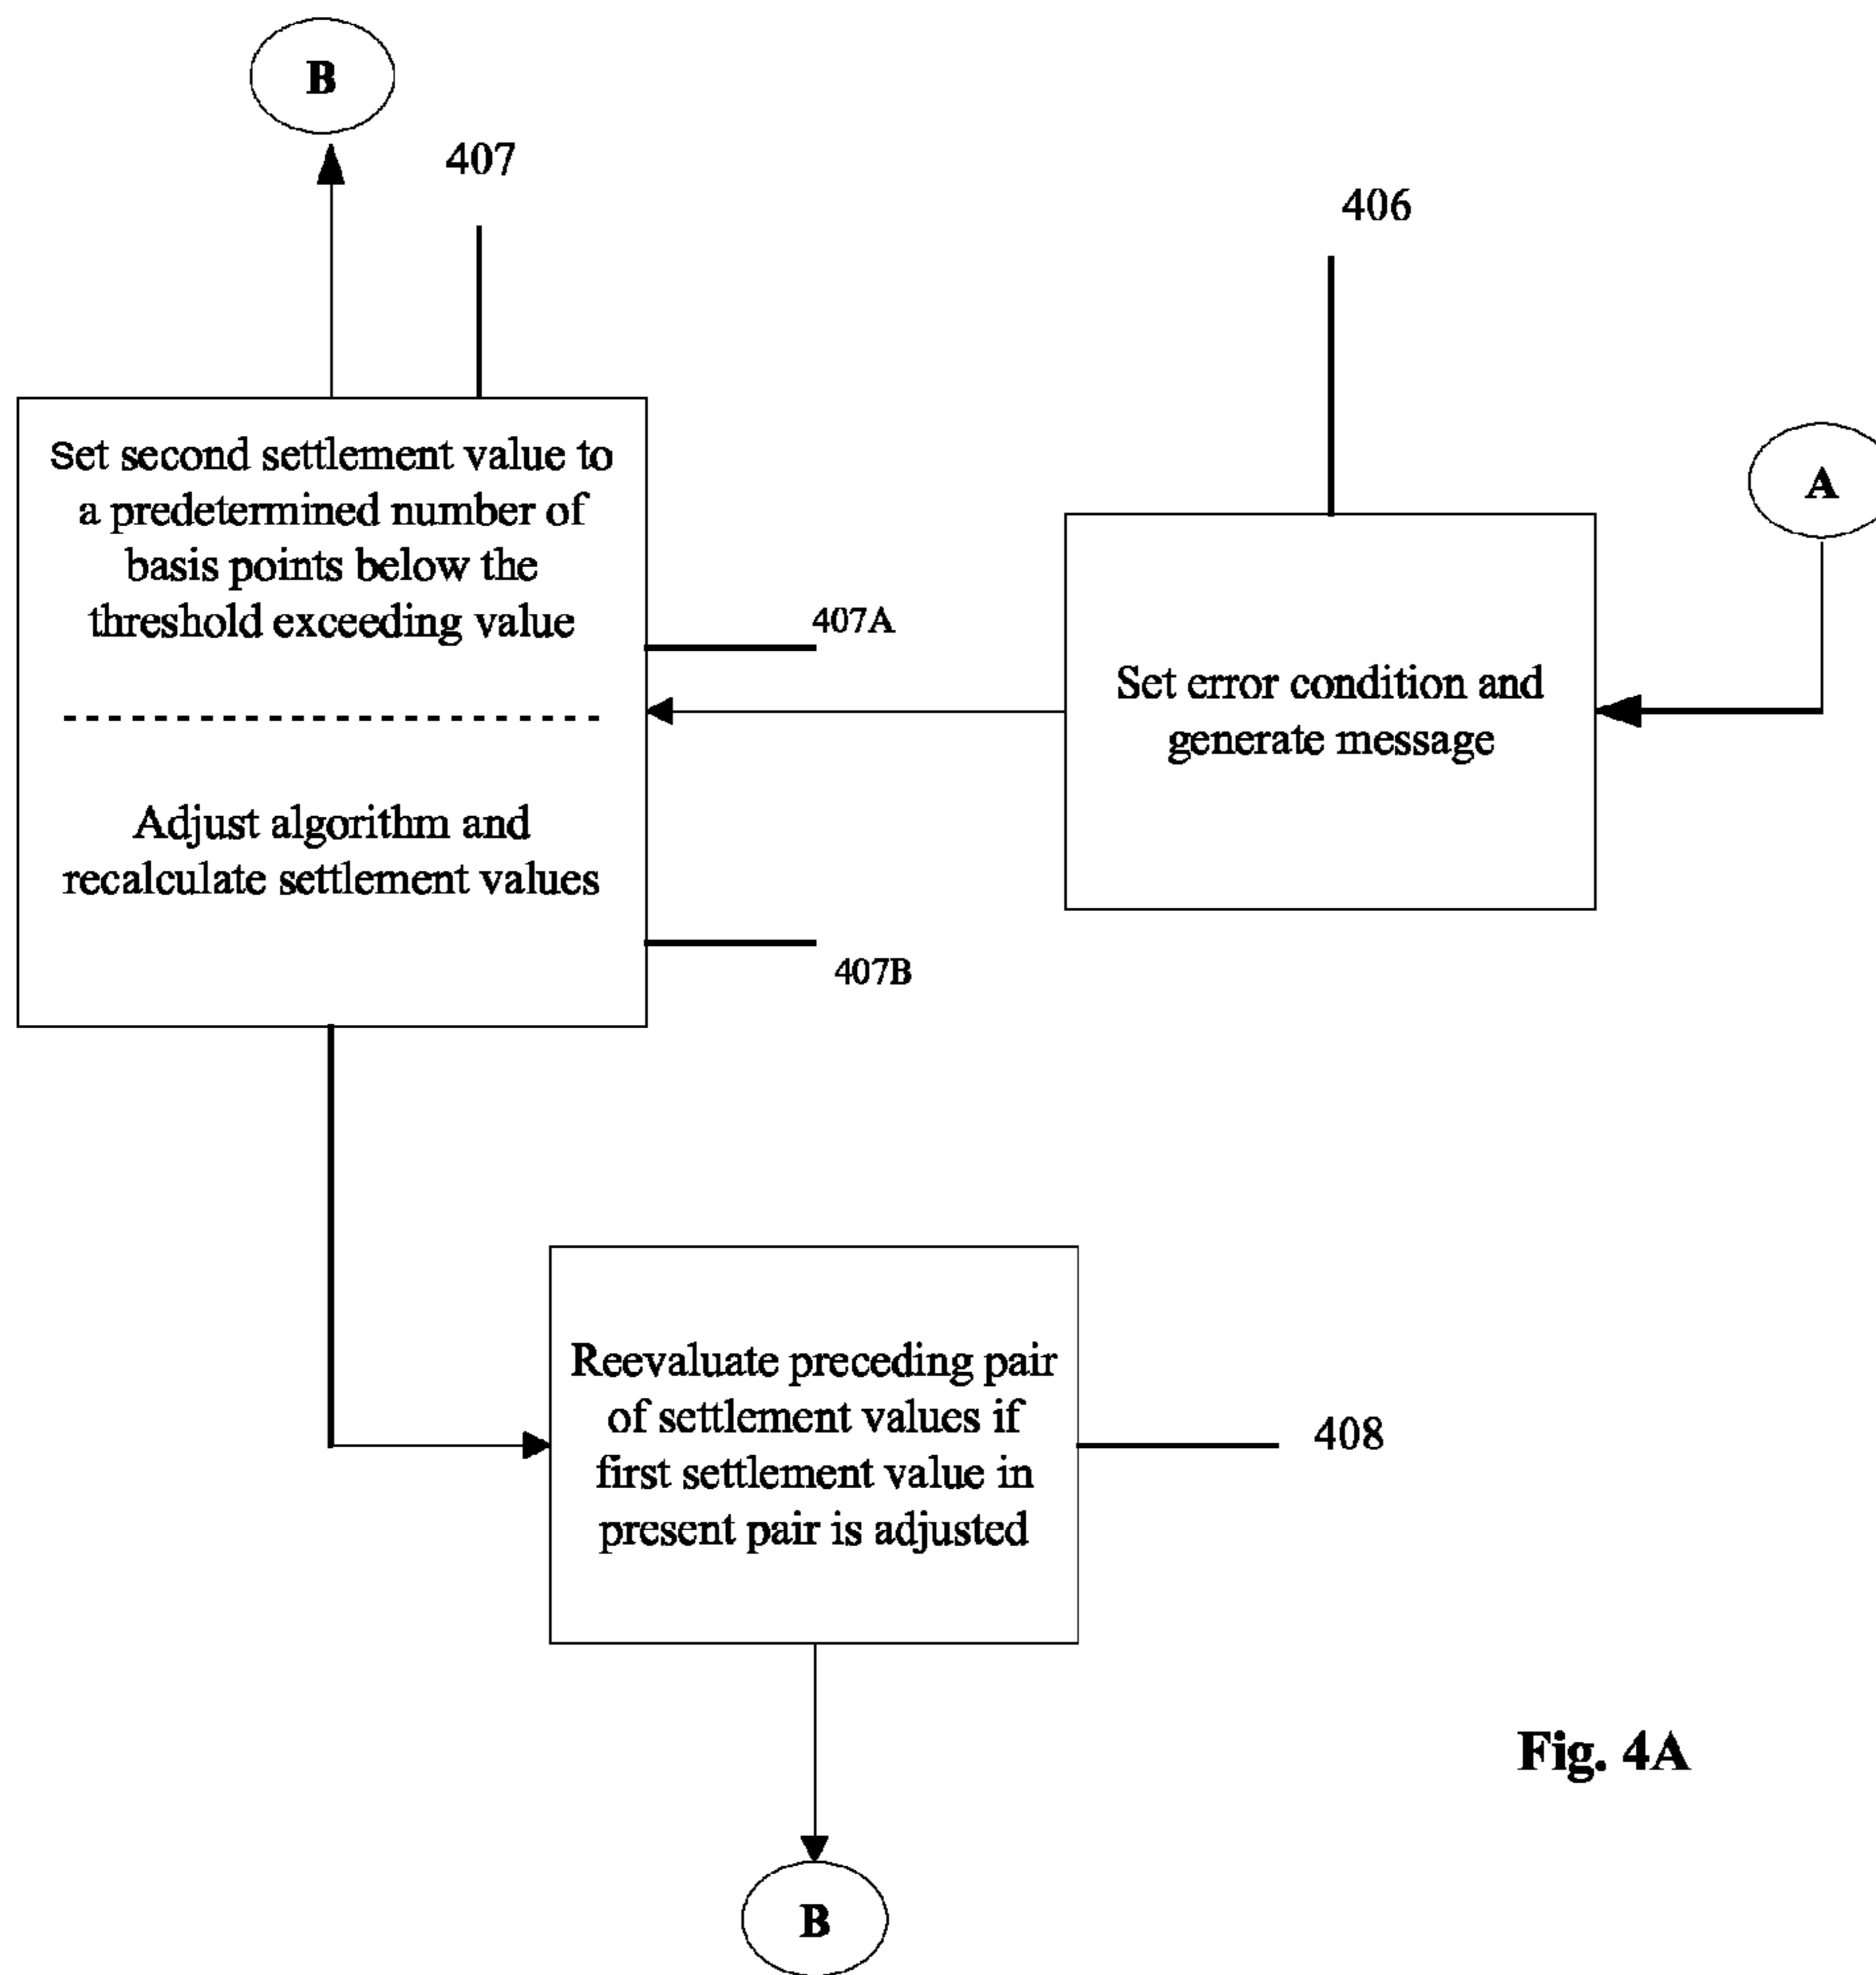 B
407
406
A
Set second settlement value to
a predetermined number of
basis points below the
threshold exceeding value
407A
Set error condition and
generate message
Adjust algorithm and
recalculate settlement values
407B
Reevaluate preceding pair
of settlement values if
first settlement value in
present pair is adjusted
408
Fig. 4A
B